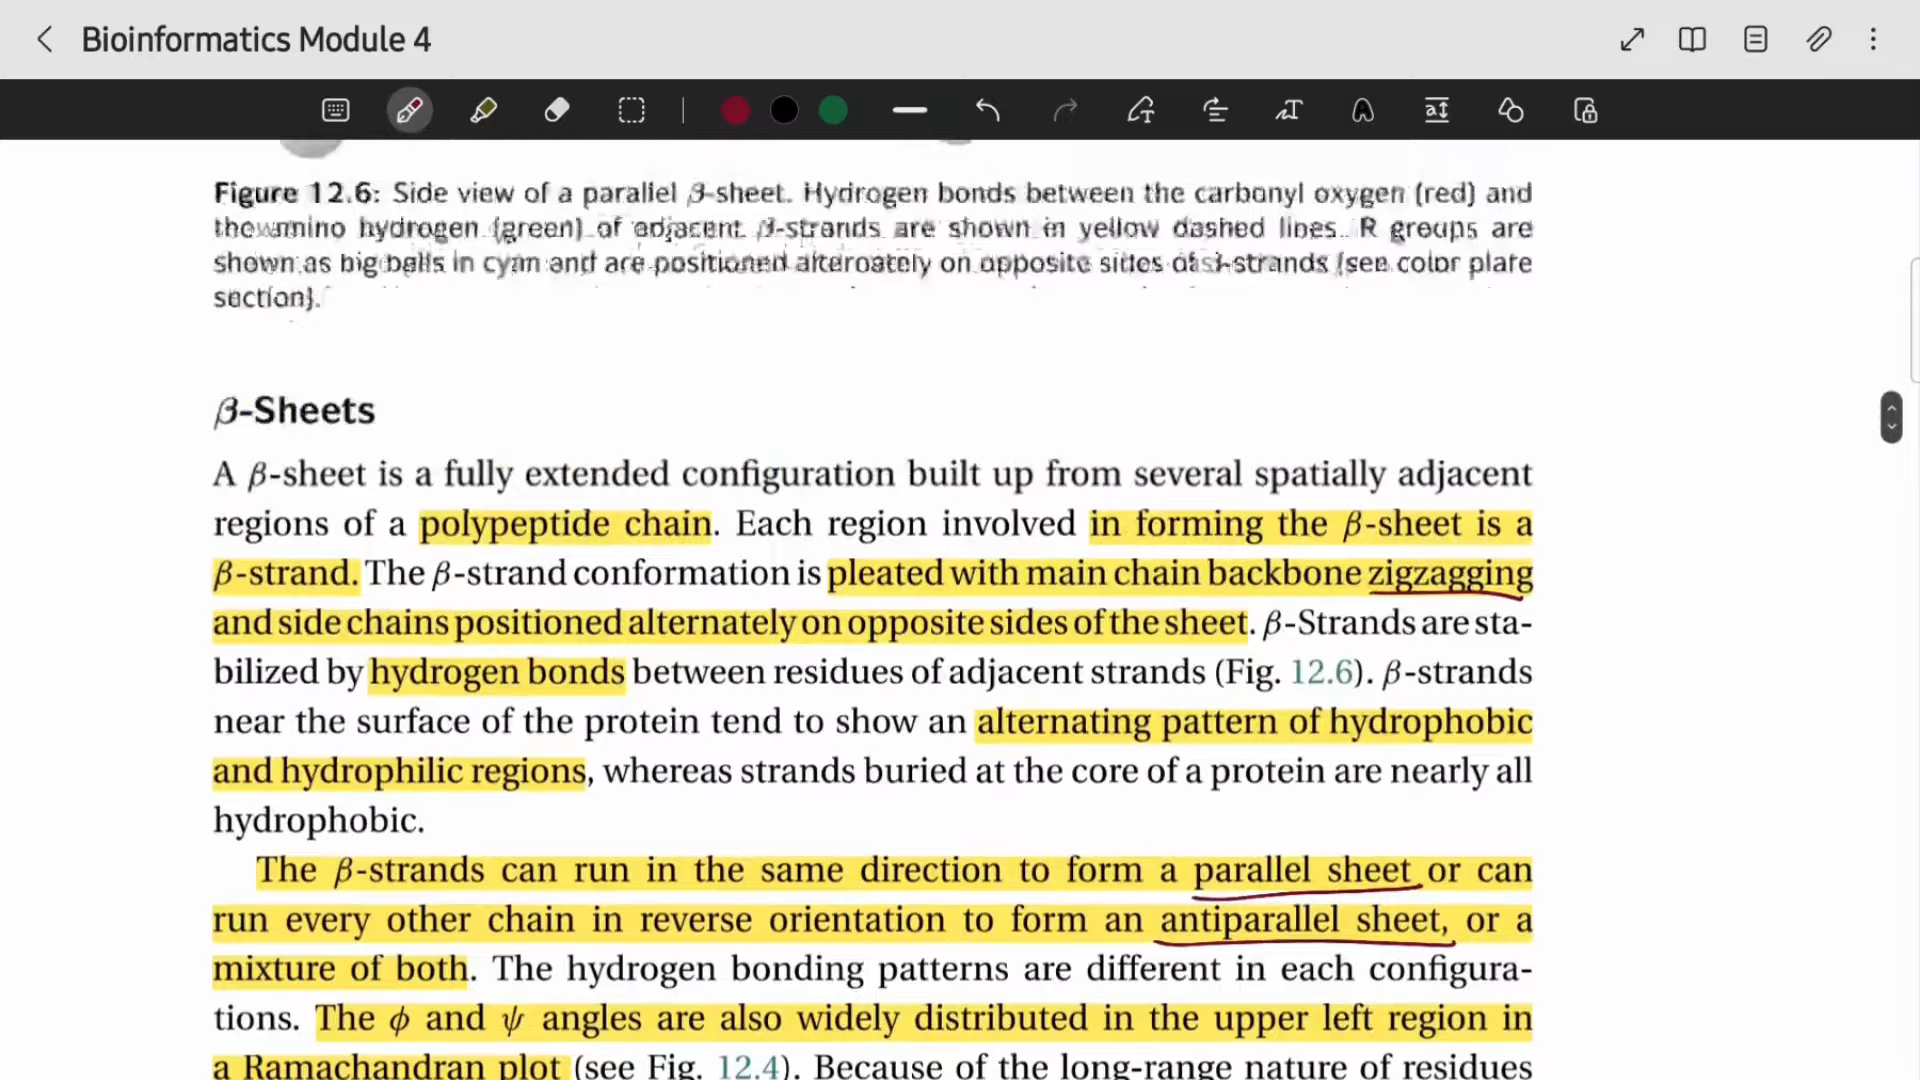 Bioinformatics Module 4
Figure 12.6: Side view of a parallel β-sheet. Hydrogen bonds between the carbonyl oxygen (red) and
amino hydrogen (green) of adjacent β-strands are shown in yellow dashed lines. R groups are
shown as big balls in cyan and are positioned alternately on opposite sides of β-strands (see color plate
section).
β-Sheets
A β-sheet is a fully extended configuration built up from several spatially adjacent
regions of a polypeptide chain. Each region involved in forming the β-sheet is a
β-strand. The β-strand conformation is pleated with main chain backbone zigzagging
and side chains positioned alternately on opposite sides of the sheet. β-Strands are sta-
bilized by hydrogen bonds between residues of adjacent strands (Fig. 12.6). β-strands
near the surface of the protein tend to show an alternating pattern of hydrophobic
and hydrophilic regions, whereas strands buried at the core of a protein are nearly all
hydrophobic.
The β-strands can run in the same direction to form a parallel sheet or can
run every other chain in reverse orientation to form an antiparallel sheet, or a
mixture of both. The hydrogen bonding patterns are different in each configura-
tions. The ϕ and ψ angles are also widely distributed in the upper left region in
a Ramachandran plot (see Fig. 12.4). Because of the long-range nature of residues